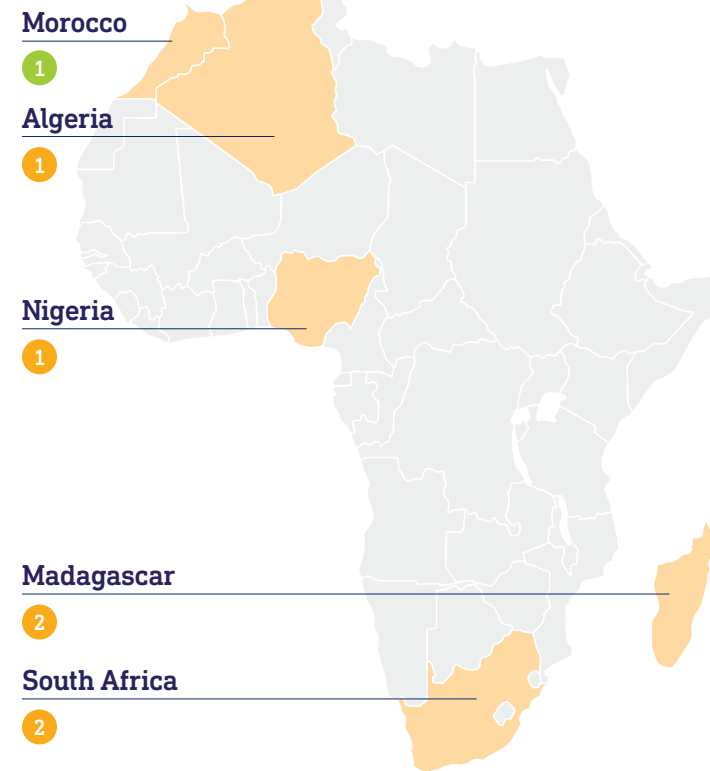 Morocco
1
Algeria
1
Nigeria
1
Madagascar
2
South Africa
2